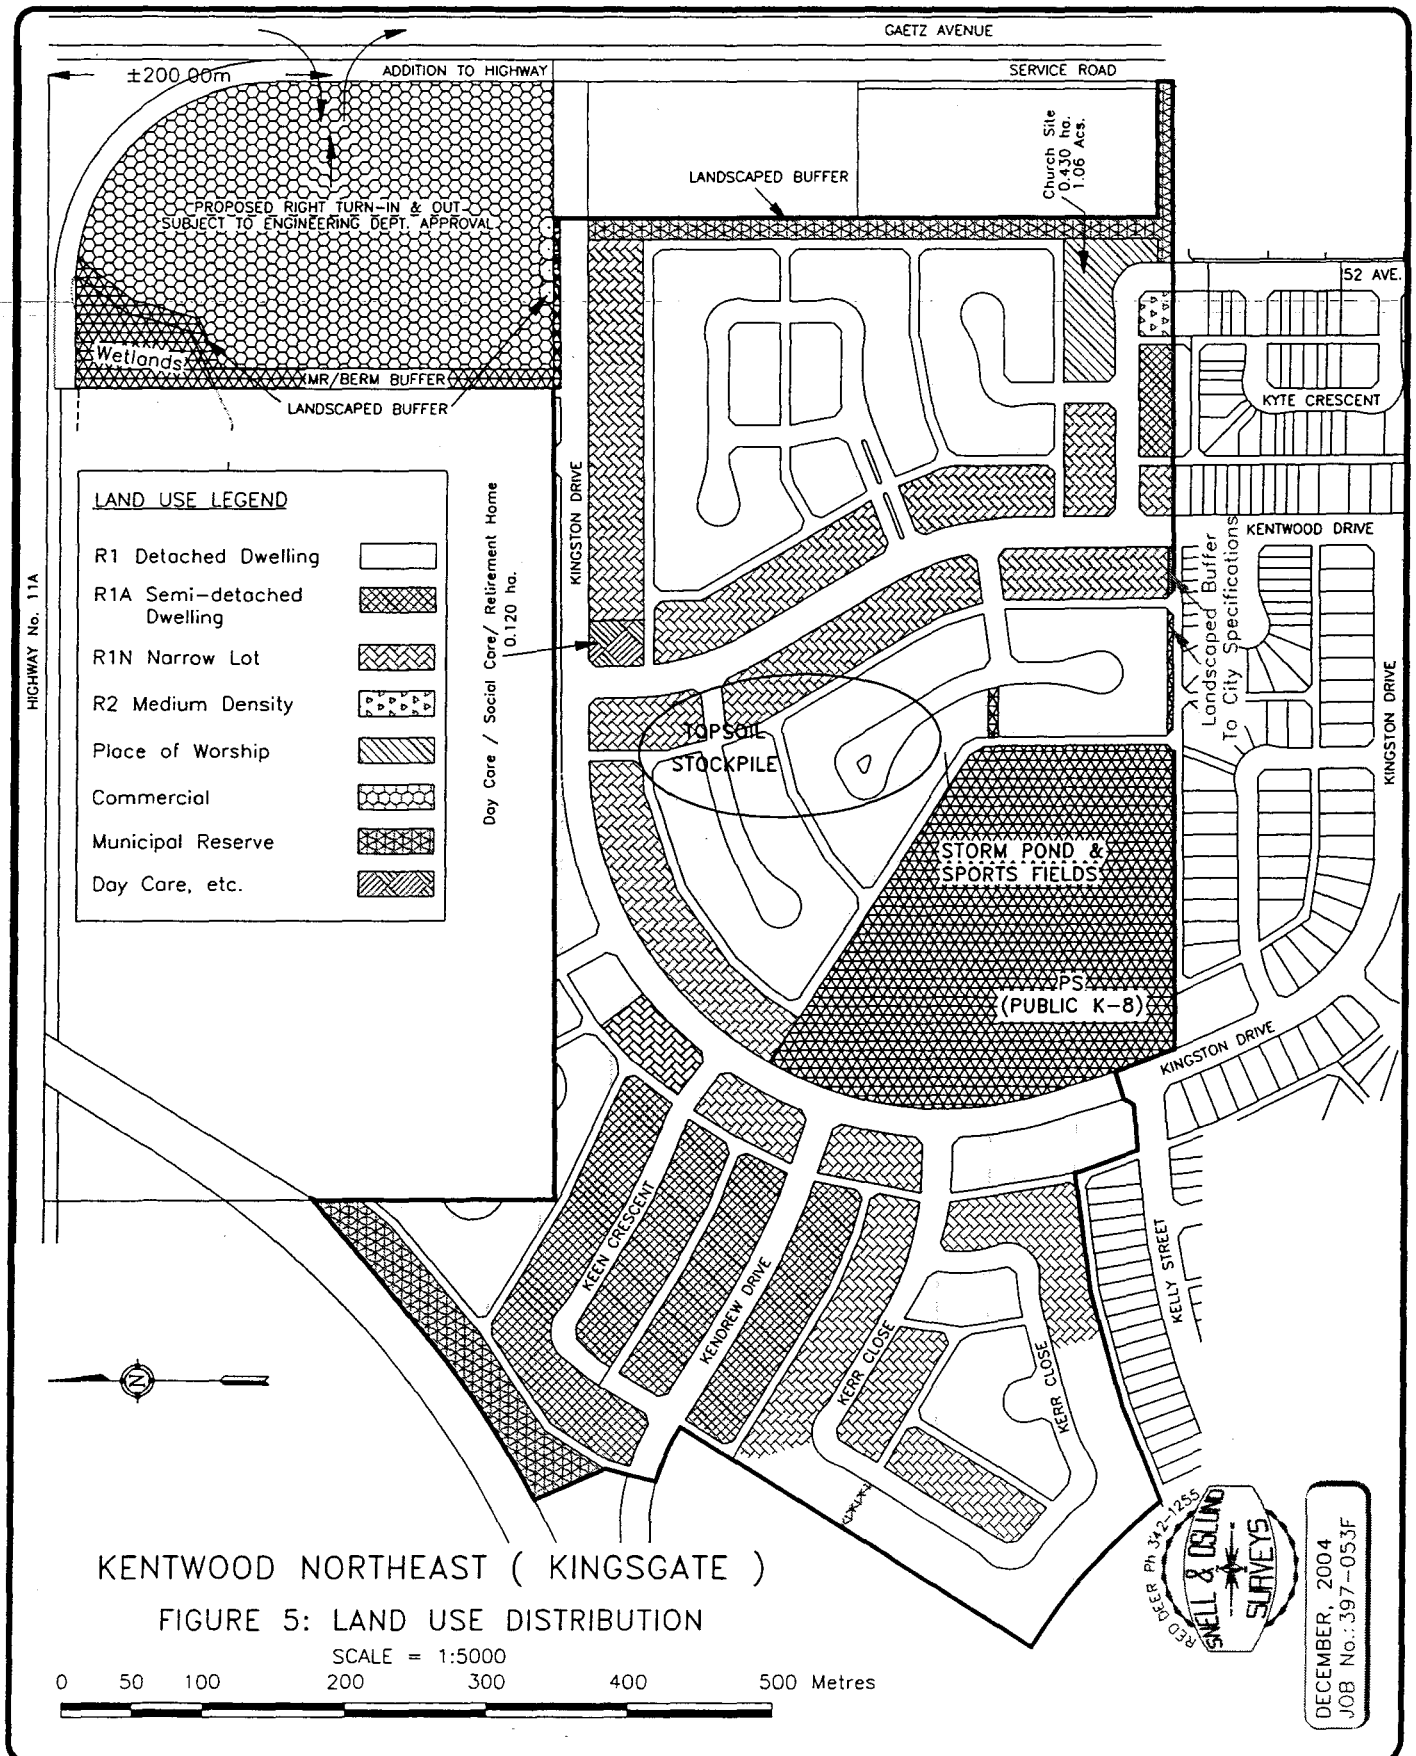 GAETZ AVENUE
±200.00m
ADDITION TO HIGHWAY
SERVICE ROAD
Church Site
0.430 ha.
1.06 Acs.
LANDSCAPED BUFFER
PROPOSED RIGHT TURN-IN & OUT
SUBJECT TO ENGINEERING DEPT. APPROVAL
52 AVE.
Wetlands
MR/BERM BUFFER
LANDSCAPED BUFFER
KYTE CRESCENT
KINGSTON DRIVE
KENTWOOD DRIVE
LAND USE LEGEND
R1 Detached Dwelling
R1A Semi-detached
Dwelling
R1N Narrow Lot
R2 Medium Density
Place of Worship
Commercial
Municipal Reserve
Day Care, etc.
HIGHWAY No. 11A
Day Care / Social Care/ Retirement Home
0.120 ha.
Landscaped Buffer
To City Specifications
KINGSTON DRIVE
TOPSOIL
STOCKPILE
STORM POND &
SPORTS FIELDS
PS
(PUBLIC K-8)
KINGSTON DRIVE
KEEN CRESCENT
KENDREW DRIVE
KERR CLOSE
KERR CLOSE
KELLY STREET
N
KENTWOOD NORTHEAST ( KINGSGATE )
FIGURE 5: LAND USE DISTRIBUTION
SCALE = 1:5000
0 50 100 200 300 400 500 Metres
RED DEER Ph 342-1255
SNELL & OSLUND
SURVEYS
DECEMBER, 2004
JOB No.: 397-053F